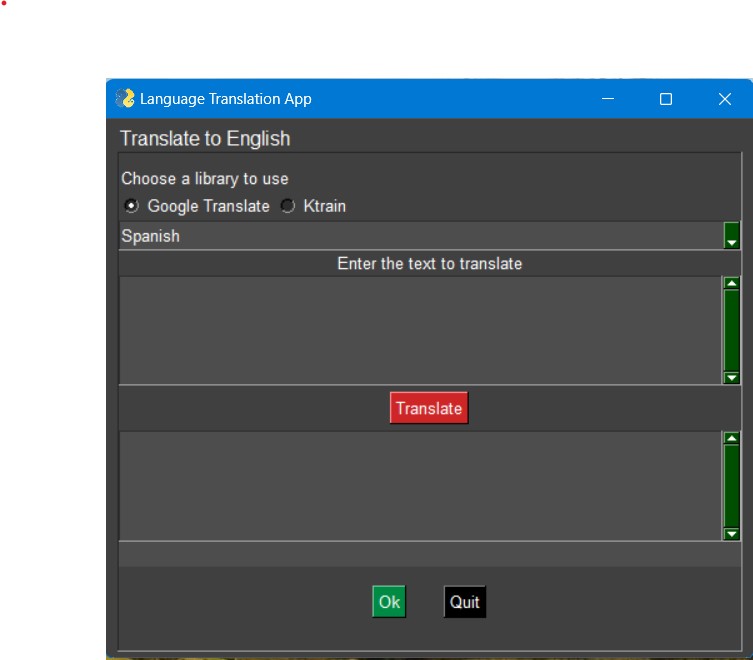 Language Translation App
Translate to English
Choose a library to use
Google Translate Ktrain
Spanish
Enter the text to translate
Translate
Ok Quit